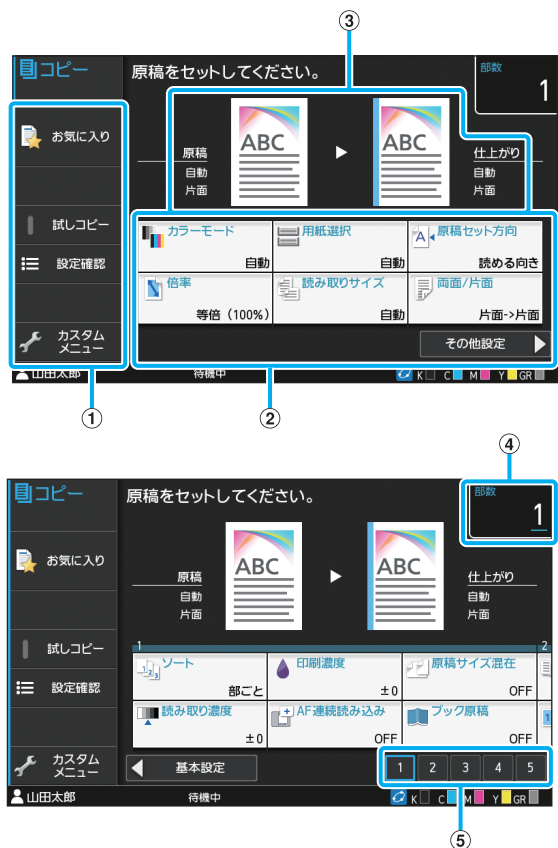 ③
コピー
原稿をセットしてください。
部数
1
お気に入り
原稿
自動
片面
ABC
ABC
仕上がり
自動
片面
試しコピー
設定確認
カスタム
メニュー
カラーモード
自動
用紙選択
自動
原稿セット方向
読める向き
倍率
等倍（100%）
読み取りサイズ
自動
両面/片面
片面->片面
その他設定
山田太郎
待機中
K C M Y GR
①
②
④
コピー
原稿をセットしてください。
部数
1
お気に入り
原稿
自動
片面
ABC
ABC
仕上がり
自動
片面
試しコピー
設定確認
カスタム
メニュー
1
2
ソート
部ごと
印刷濃度
±0
原稿サイズ混在
OFF
読み取り濃度
±0
AF連続読み込み
OFF
ブック原稿
OFF
基本設定
1 2 3 4 5
山田太郎
待機中
K C M Y GR
⑤